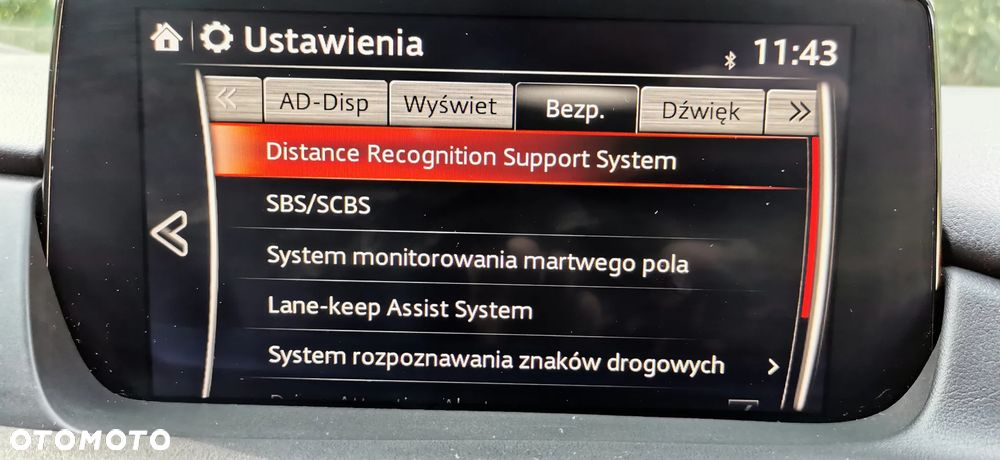 Ustawienia
11:43
AD-Disp
Wyświet
Bezp.
Dźwięk
Distance Recognition Support System
SBS/SCBS
System monitorowania martwego pola
Lane-keep Assist System
System rozpoznawania znaków drogowych
OTOMOTO